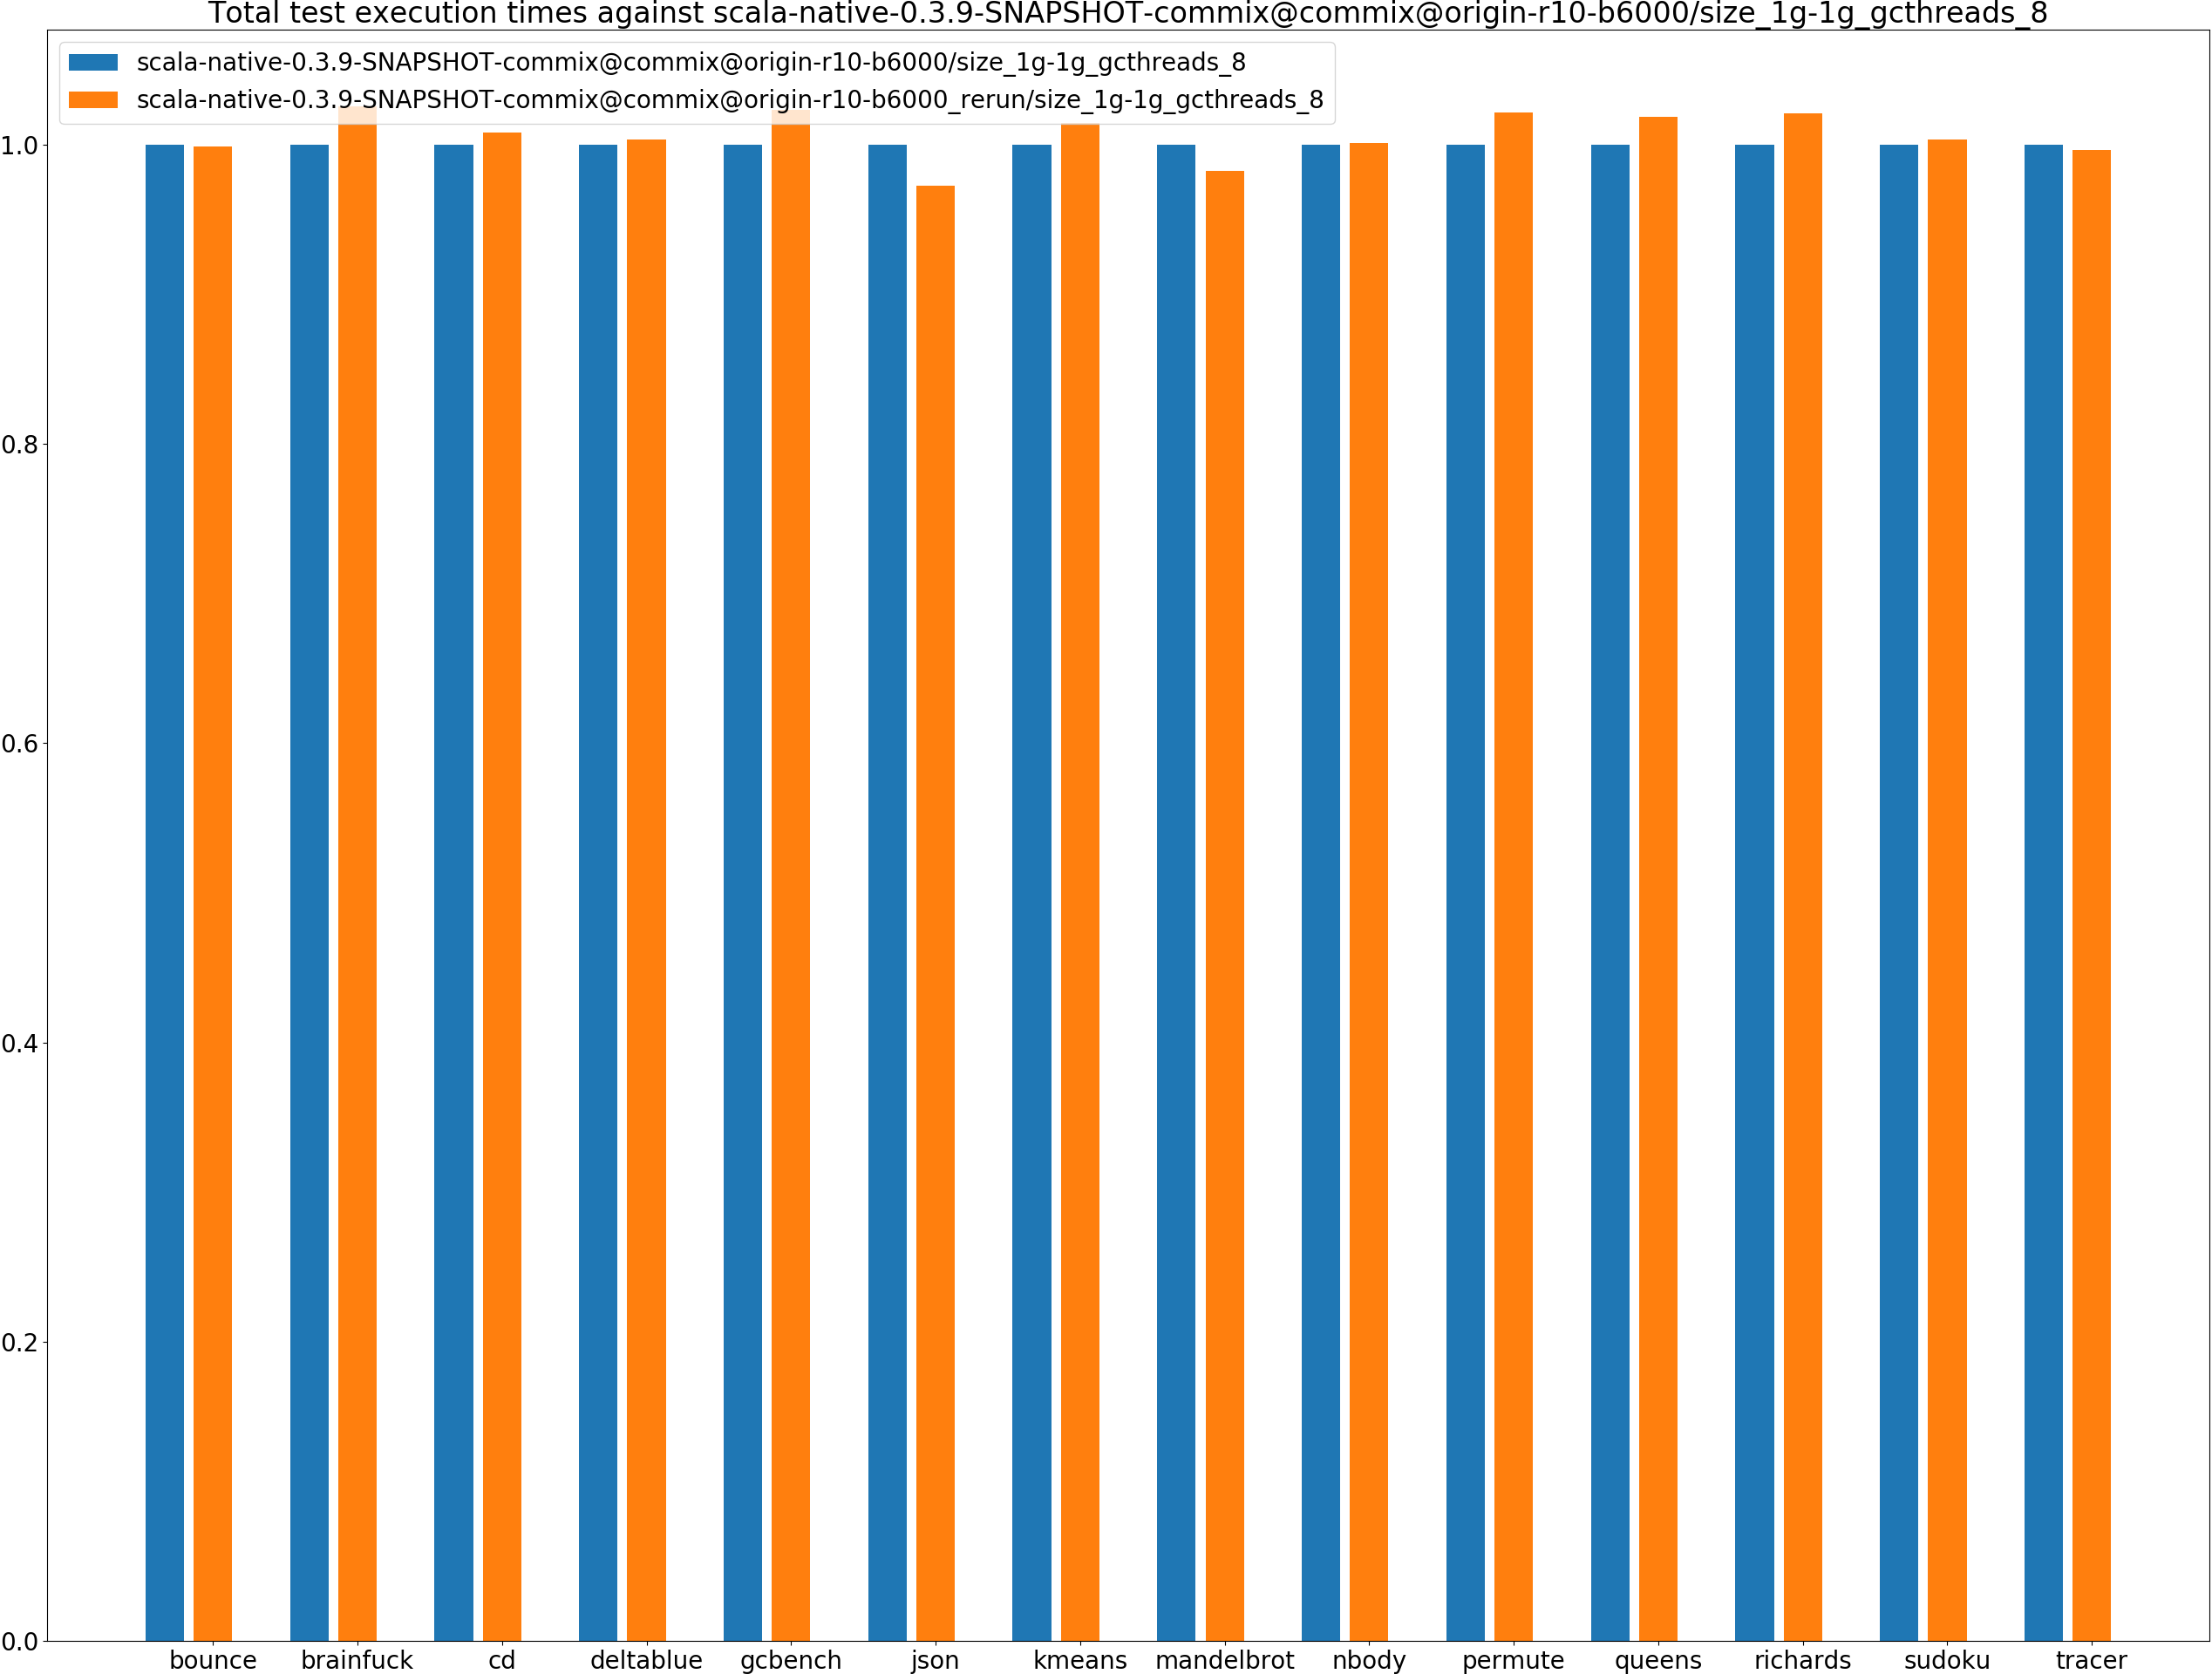 Total test execution times against scala-native-0.3.9-SNAPSHOT-commix@commix@origin-r10-b6000/size_1g-1g_gcthreads_8
scala-native-0.3.9-SNAPSHOT-commix@commix@origin-r10-b6000/size_1g-1g_gcthreads_8
scala-native-0.3.9-SNAPSHOT-commix@commix@origin-r10-b6000_rerun/size_1g-1g_gcthreads_8
1.0
0.8
0.6
0.4
0.2
0.0
bounce brainfuck cd deltablue gcbench json kmeans mandelbrot nbody permute queens richards sudoku tracer